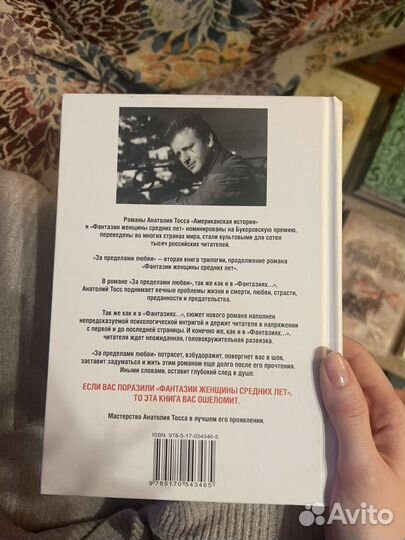 Романы Анатолия Тосса «Американская история»
и «Фантазии женщины средних лет» номинированы на Букеровскую премию,
переведены во многих странах мира, стали культовыми для сотен
тысяч российских читателей.
«За пределами любви» — вторая книга трилогии, продолжение романа
«Фантазии женщины средних лет».
В романе «За пределами любви», так же как и в «Фантазиях...»,
Анатолий Тосс поднимает вечные проблемы жизни и смерти, любви, страсти,
преданности и предательства.
Так же как и в «Фантазиях...», сюжет нового романа наполнен
непредсказуемой психологической интригой и держит читателя в напряжении
с первой и до последней страницы. И конечно же, как и в «Фантазиях...»,
читателя ждет неожиданная, головокружительная развязка.
«За пределами любви» потрясет, взбудоражит, повергнет вас в шок,
заставит задуматься и жить этим романом еще долго после его прочтения.
Иными словами, оставит глубокий след в душе.
ЕСЛИ ВАС ПОРАЗИЛИ «ФАНТАЗИИ ЖЕНЩИНЫ СРЕДНИХ ЛЕТ»,
ТО ЭТА КНИГА ВАС ОШЕЛОМИТ.
Мастерство Анатолия Тосса в лучшем его проявлении.
ISBN 978-5-17-054346-5
9 785170 543465
Avito